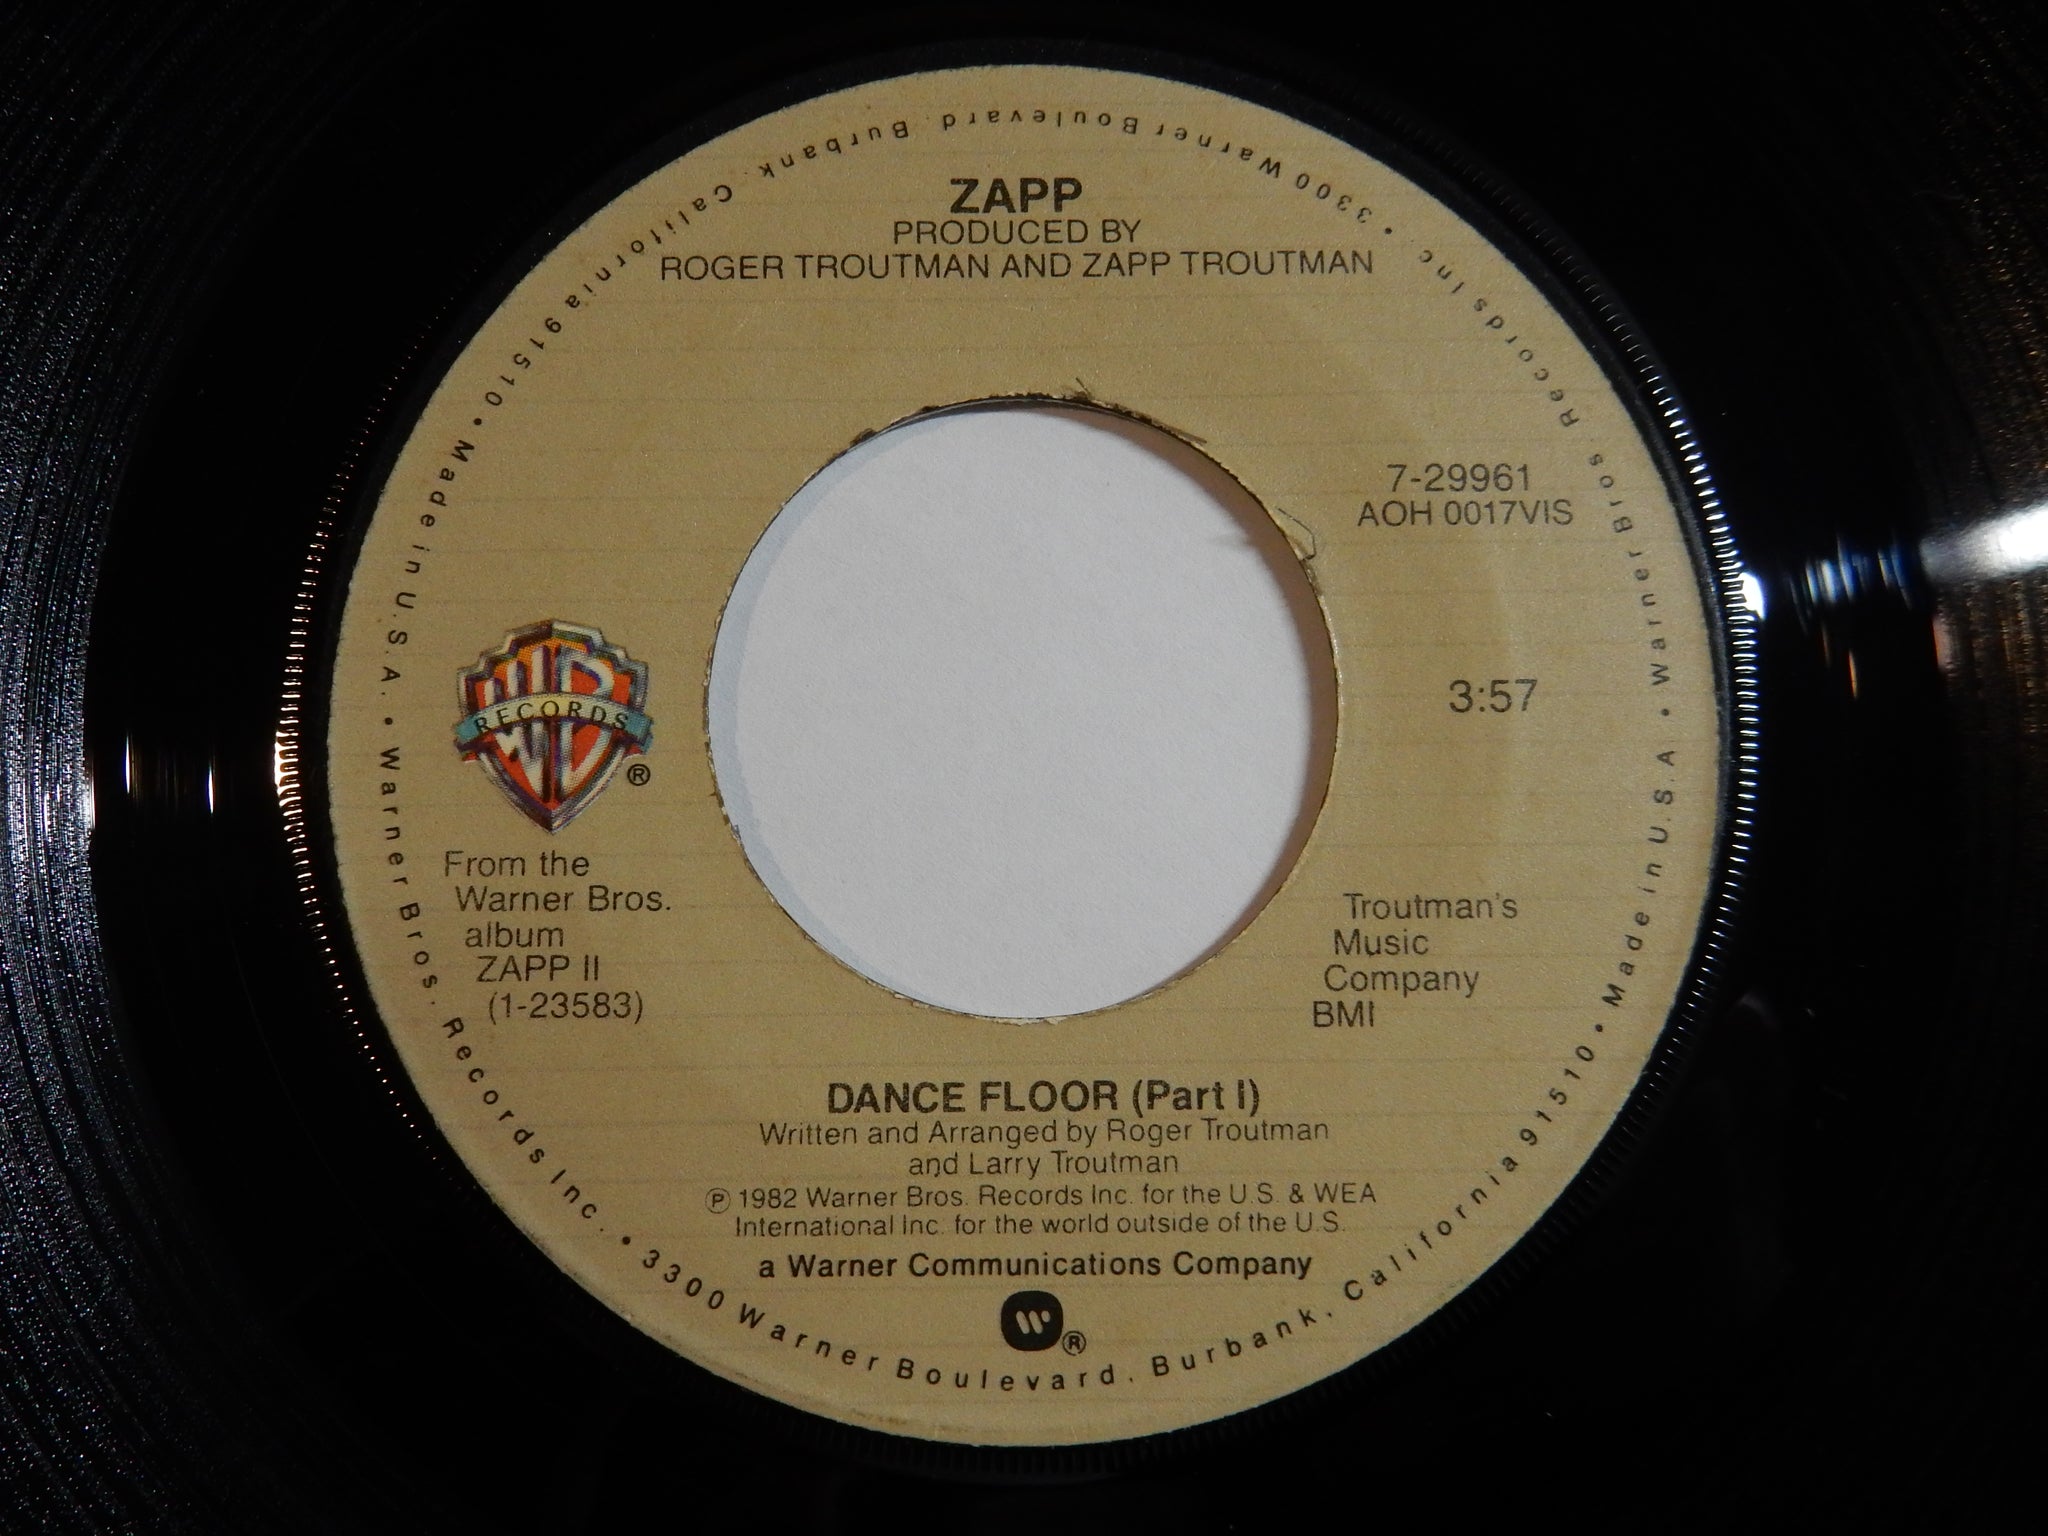 ZAPP
PRODUCED BY
ROGER TROUTMAN AND ZAPP TROUTMAN
7-29961
AOH 0017VIS
3:57
RECORDS
®
From the
Warner Bros.
album
ZAPP II
(1-23583)
Troutman's
Music
Company
BMI
DANCE FLOOR (Part I)
Written and Arranged by Roger Troutman
and Larry Troutman
℗ 1982 Warner Bros. Records Inc. for the U.S. & WEA
International Inc. for the world outside of the U.S.
a Warner Communications Company
®
Warner Bros. Records Inc. • 3300 Warner Boulevard, Burbank, California 91510 • Made in U.S.A. •
Warner Bros. Records Inc. • 3300 Warner Boulevard, Burbank, California 91510 • Made in U.S.A. •